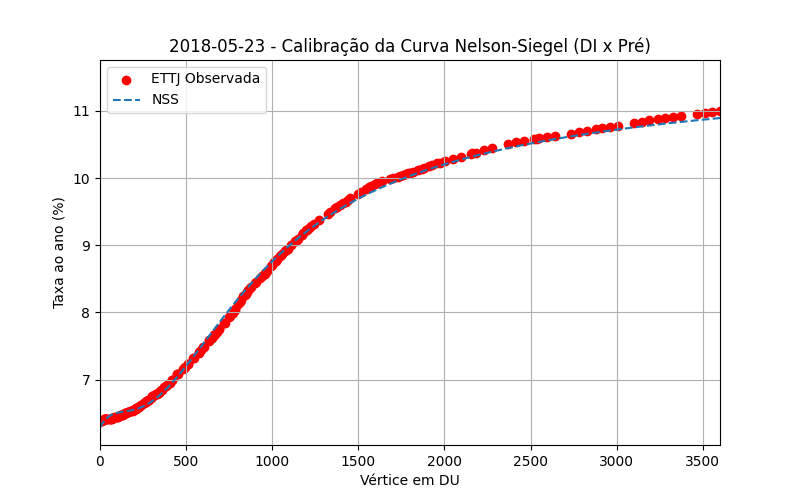 2018-05-23 - Calibração da Curva Nelson-Siegel (DI x Pré)
ETTJ Observada
NSS
Taxa ao ano (%)
11
10
9
8
7
0 500 1000 1500 2000 2500 3000 3500
Vértice em DU